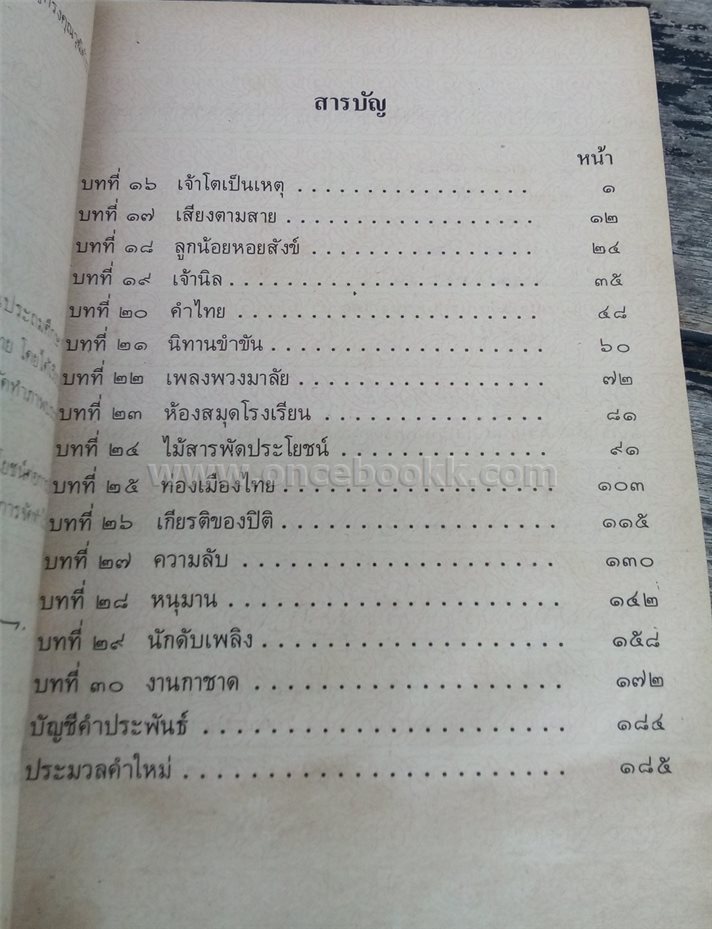 สารบัญ
หน้า
บทที่ ๑๖ เจ้าโตเป็นเหตุ . . . . . . . . . . . . . . . . . ๑
บทที่ ๑๗ เสียงตามสาย . . . . . . . . . . . . . . . . . . ๑๒
บทที่ ๑๘ ลูกน้อยหอยสังข์ . . . . . . . . . . . . . . . . ๒๔
บทที่ ๑๙ เจ้านิล . . . . . . . . . . . . . . . . . . . . . . ๓๕
บทที่ ๒๐ คำไทย . . . . . . . . . . . . . . . . . . . . . . ๔๘
บทที่ ๒๑ นิทานขำขัน . . . . . . . . . . . . . . . . . . . . ๖๐
บทที่ ๒๒ เพลงพวงมาลัย . . . . . . . . . . . . . . . . . . ๗๒
บทที่ ๒๓ ห้องสมุดโรงเรียน . . . . . . . . . . . . . . . . ๘๑
บทที่ ๒๔ ไม้สารพัดประโยชน์ . . . . . . . . . . . . . . . ๙๑
www.oncebookk.com
บทที่ ๒๕ ท่องเมืองไทย . . . . . . . . . . . . . . . . . . . ๑๐๓
บทที่ ๒๖ เกียรติของปิติ . . . . . . . . . . . . . . . . . . . ๑๑๕
บทที่ ๒๗ ความลับ . . . . . . . . . . . . . . . . . . . . . . ๑๓๐
บทที่ ๒๘ หนุมาน . . . . . . . . . . . . . . . . . . . . . . . ๑๔๒
บทที่ ๒๙ นักดับเพลิง . . . . . . . . . . . . . . . . . . . . . ๑๕๘
บทที่ ๓๐ งานกาชาด . . . . . . . . . . . . . . . . . . . . . ๑๗๒
บัญชีคำประพันธ์ . . . . . . . . . . . . . . . . . . . . . . . . ๑๘๔
ประมวลคำใหม่ . . . . . . . . . . . . . . . . . . . . . . . . . ๑๘๕